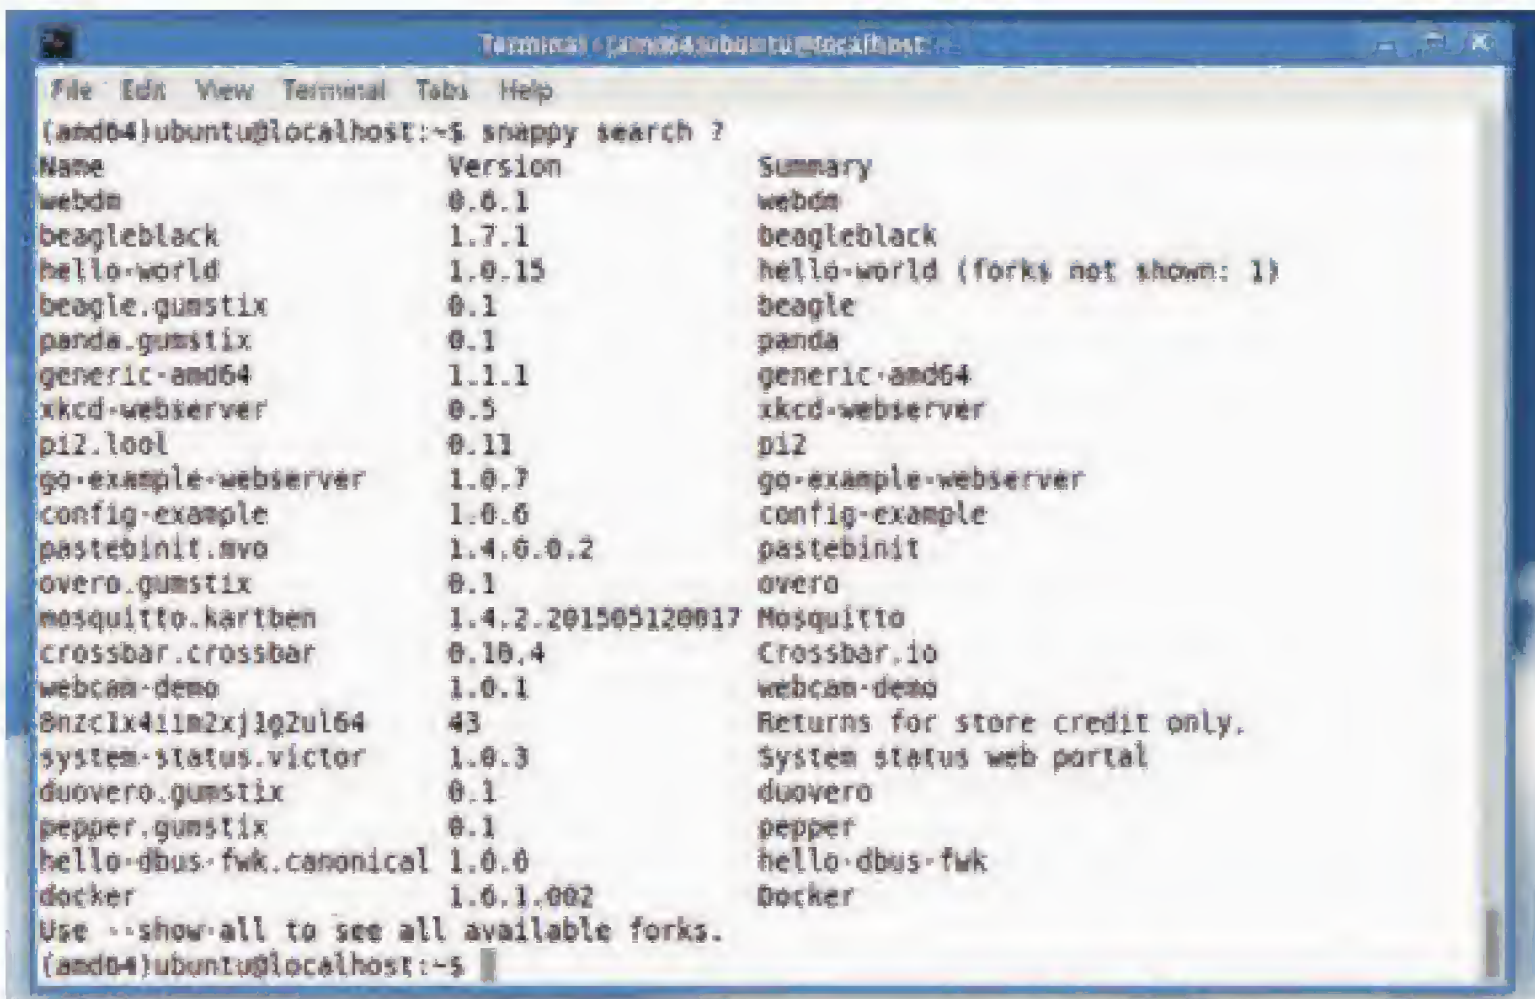 Terminal - (amd64)ubuntu@localhost: ~
File Edit View Terminal Tabs Help
(amd64)ubuntu@localhost:~$ snappy search ?
Name Version Summary
webdm 0.6.1 webdm
beagleblack 1.7.1 beagleblack
hello-world 1.0.15 hello-world (forks not shown: 1)
beagle.gumstix 0.1 beagle
panda.gumstix 0.1 panda
generic-amd64 1.1.1 generic-amd64
xkcd-webserver 0.5 xkcd-webserver
pi2.lool 0.11 pi2
go-example-webserver 1.0.7 go-example-webserver
config-example 1.0.6 config-example
pastebinit.mvo 1.4.0.0.2 pastebinit
overo.gumstix 0.1 overo
mosquitto.kartben 1.4.2.201505120017 Mosquitto
crossbar.crossbar 0.10.4 Crossbar.io
webcam-demo 1.0.1 webcam-demo
43 Returns for store credit only.
system-status.victor 1.0.3 System status web portal
duovero.gumstix 0.1 duovero
pepper.gumstix 0.1 pepper
hello-dbus-fwk.canonical 1.0.0 hello-dbus-fwk
docker 1.6.1.002 Docker
Use --show-all to see all available forks.
(amd64)ubuntu@localhost:~$